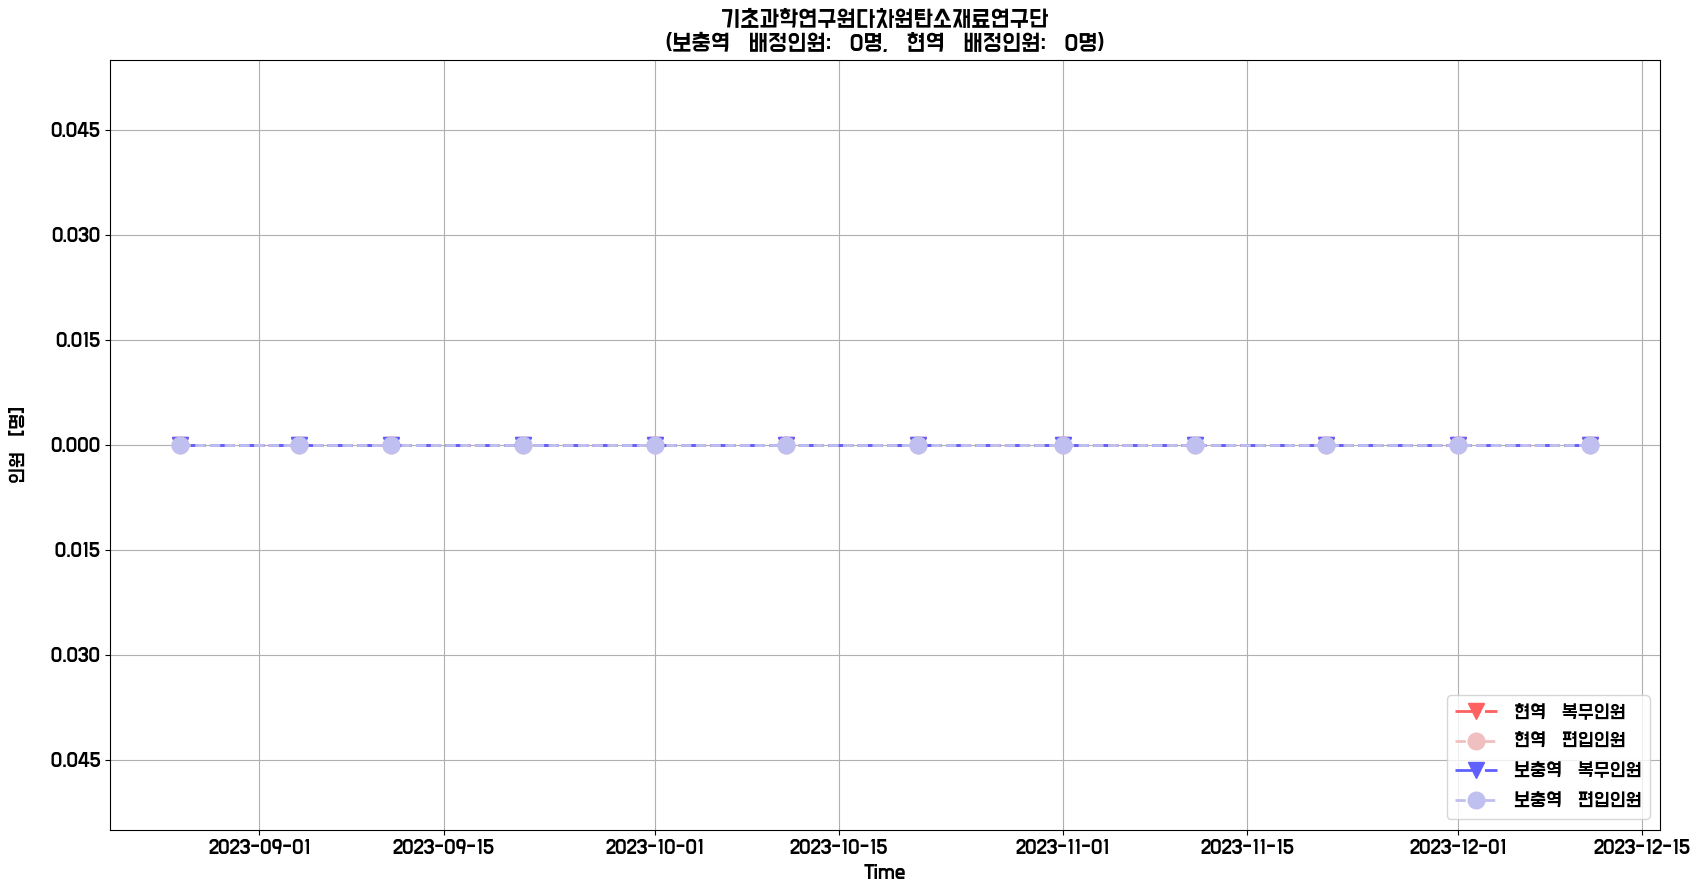 기초과학연구원다차원탄소재료연구단
(보충역 배정인원: 0명, 현역 배정인원: 0명)
인원 [명]
0.045
0.030
0.015
0.000
0.015
0.030
0.045
현역 복무인원
현역 편입인원
보충역 복무인원
보충역 편입인원
2023-09-01 2023-09-15 2023-10-01 2023-10-15 2023-11-01 2023-11-15 2023-12-01 2023-12-15
Time